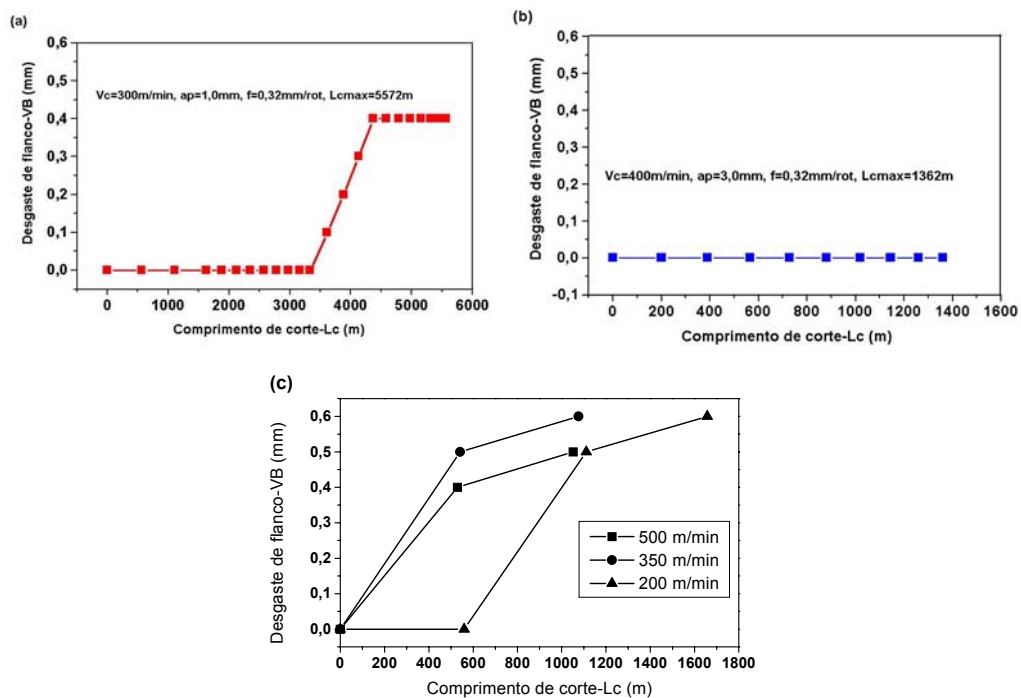 (a)
Desgaste de flanco-VB (mm)
0,6
0,5
0,4
0,3
0,2
0,1
0,0
Vc=300m/min, ap=1,0mm, f=0,32mm/rot, Lcmax=5572m
0 1000 2000 3000 4000 5000 6000
Comprimento de corte-Lc (m)
(b)
Desgaste de flanco-VB (mm)
0,6
0,5
0,4
0,3
0,2
0,1
0,0
-0,1
Vc=400m/min, ap=3,0mm, f=0,32mm/rot, Lcmax=1362m
0 200 400 600 800 1000 1200 1400 1600
Comprimento de corte-Lc (m)
(c)
Desgaste de flanco-VB (mm)
0,6
0,5
0,4
0,3
0,2
0,1
0,0
500 m/min
350 m/min
200 m/min
0 200 400 600 800 1000 1200 1400 1600 1800
Comprimento de corte-Lc (m)